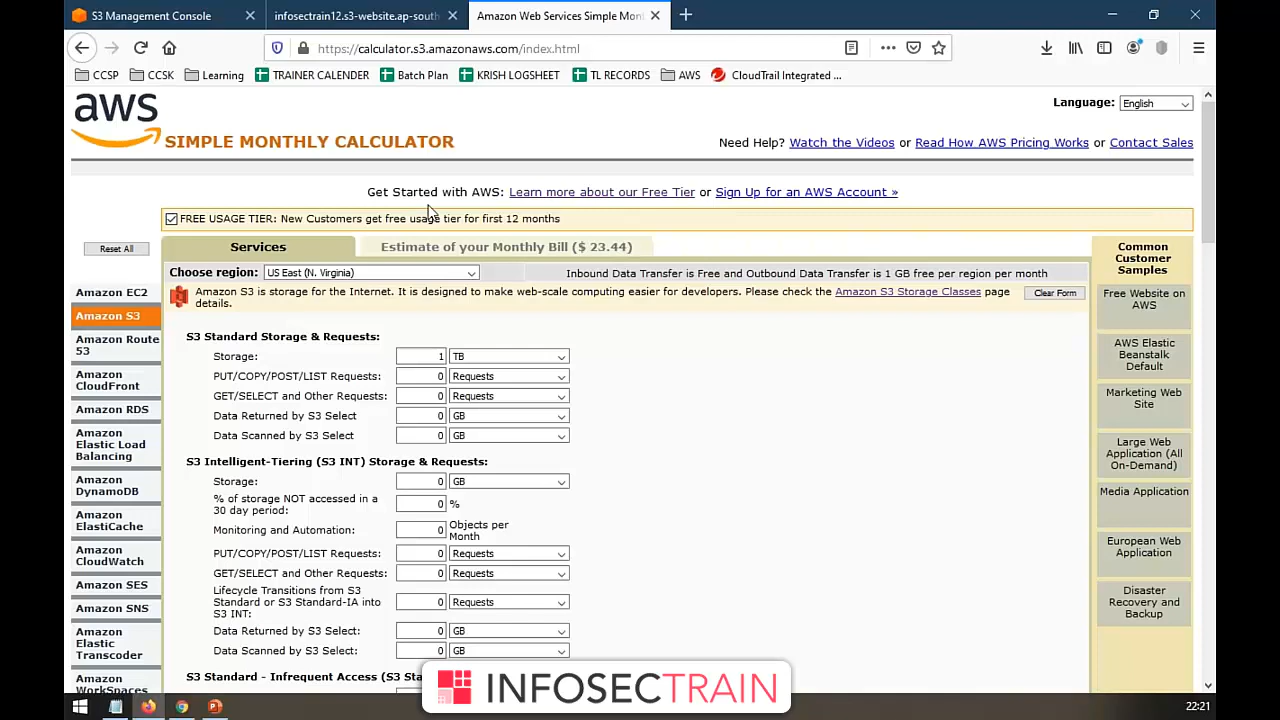 S3 Management Console
infosectrain12.s3-website.ap-sout
Amazon Web Services Simple Mon
https://calculator.s3.amazonaws.com/index.html
CCSP CCSK Learning TRAINER CALENDER Batch Plan KRISH LOGSHEET TL RECORDS AWS CloudTrail Integrated ...
aws
SIMPLE MONTHLY CALCULATOR
Language: English
Need Help? Watch the Videos or Read How AWS Pricing Works or Contact Sales
Get Started with AWS: Learn more about our Free Tier or Sign Up for an AWS Account »
FREE USAGE TIER: New Customers get free usage tier for first 12 months
Reset All
Services
Estimate of your Monthly Bill ($ 23.44)
Choose region: US East (N. Virginia)
Inbound Data Transfer is Free and Outbound Data Transfer is 1 GB free per region per month
Amazon S3 is storage for the Internet. It is designed to make web-scale computing easier for developers. Please check the Amazon S3 Storage Classes page
details.
Clear Form
Amazon EC2
Amazon S3
Amazon Route
53
Amazon
CloudFront
Amazon RDS
Amazon
Elastic Load
Balancing
Amazon
DynamoDB
Amazon
ElastiCache
Amazon
CloudWatch
Amazon SES
Amazon SNS
Amazon
Elastic
Transcoder
Amazon
WorkSpaces
S3 Standard Storage & Requests:
Storage: 1 TB
PUT/COPY/POST/LIST Requests: 0 Requests
GET/SELECT and Other Requests: 0 Requests
Data Returned by S3 Select 0 GB
Data Scanned by S3 Select 0 GB
S3 Intelligent-Tiering (S3 INT) Storage & Requests:
Storage: 0 GB
% of storage NOT accessed in a
30 day period: 0 %
Monitoring and Automation: 0 Objects per
Month
PUT/COPY/POST/LIST Requests: 0 Requests
GET/SELECT and Other Requests: 0 Requests
Lifecycle Transitions from S3
Standard or S3 Standard-IA into
S3 INT: 0 Requests
Data Returned by S3 Select: 0 GB
Data Scanned by S3 Select: 0 GB
S3 Standard - Infrequent Access (S3 Sta
Common
Customer
Samples
Free Website on
AWS
AWS Elastic
Beanstalk
Default
Marketing Web
Site
Large Web
Application (All
On-Demand)
Media Application
European Web
Application
Disaster
Recovery and
Backup
INFOSECTRAIN
22:21